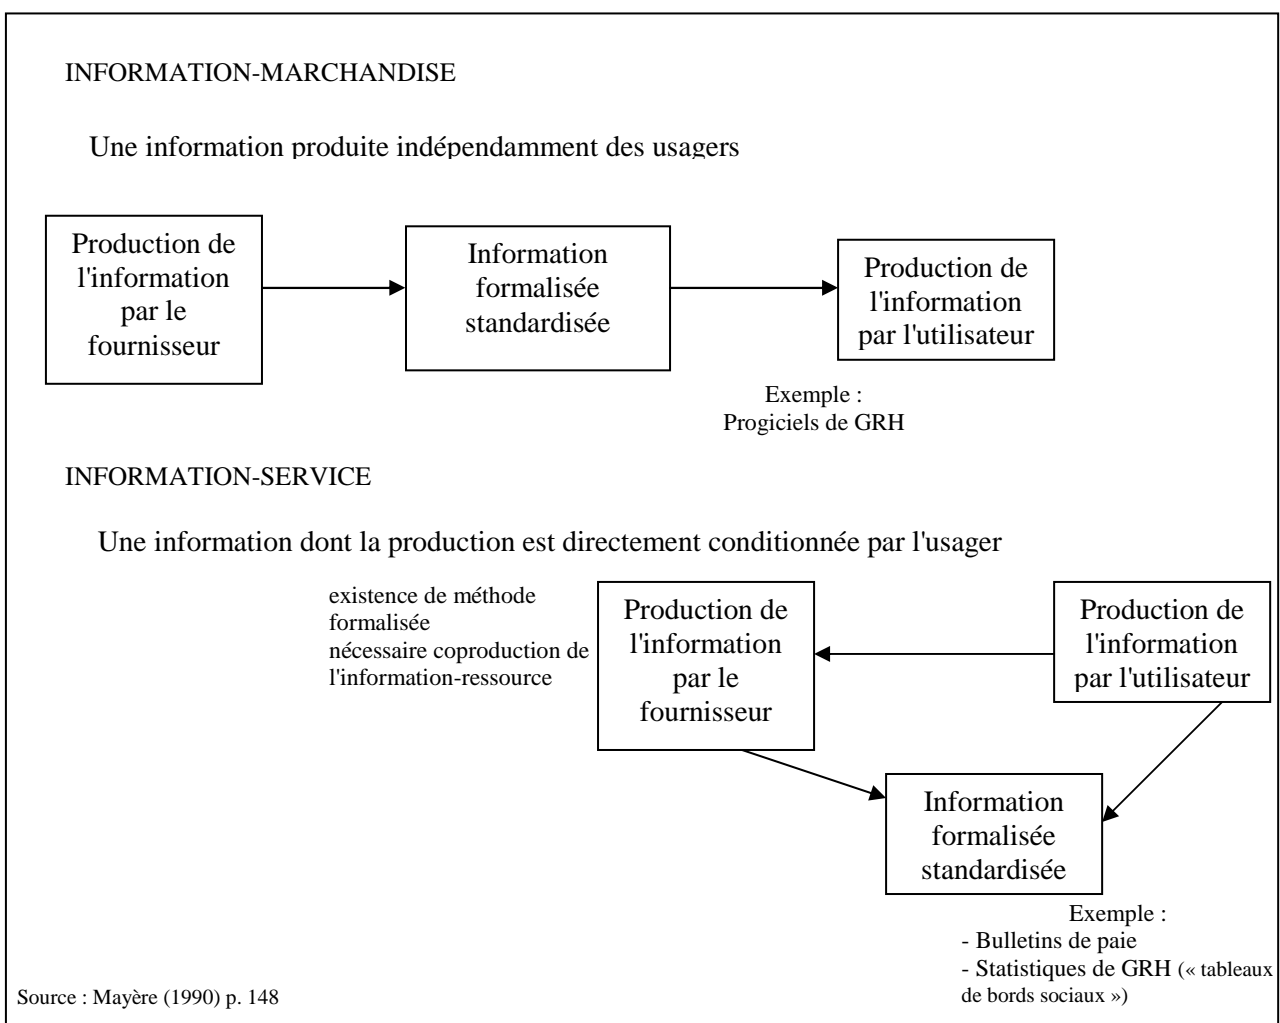 INFORMATION-MARCHANDISE
Une information produite indépendamment des usagers
Production de
l'information
par le
fournisseur
Information
formalisée
standardisée
Production de
l'information
par l'utilisateur
Exemple :
Progiciels de GRH
INFORMATION-SERVICE
Une information dont la production est directement conditionnée par l'usager
existence de méthode
formalisée
nécessaire coproduction de
l'information-ressource
Production de
l'information
par le
fournisseur
Production de
l'information
par l'utilisateur
Information
formalisée
standardisée
Exemple :
- Bulletins de paie
- Statistiques de GRH (« tableaux
de bords sociaux »)
Source : Mayère (1990) p. 148